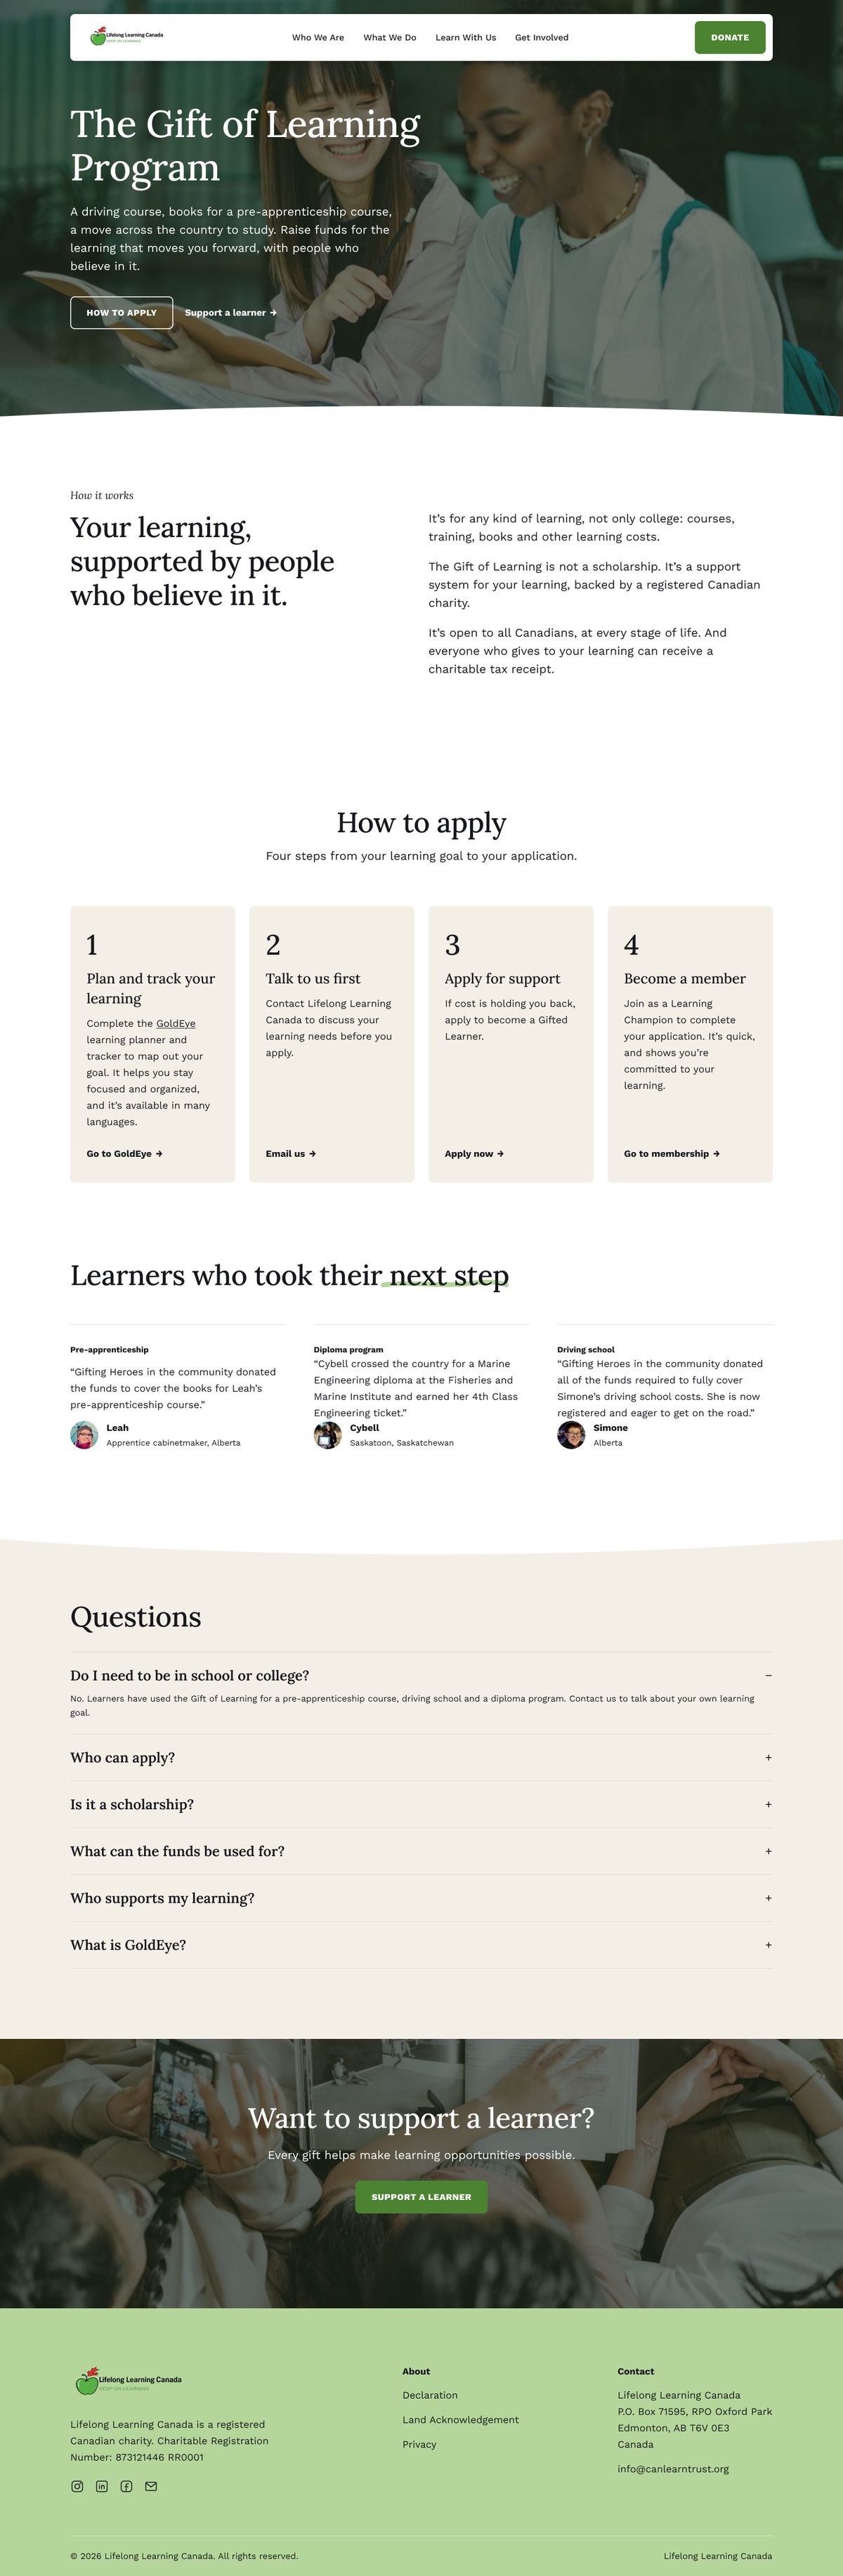 Lifelong Learning Canada
KEEP ON LEARNING
Who We Are
What We Do
Learn With Us
Get Involved
DONATE
The Gift of Learning
Program
A driving course, books for a pre-apprenticeship course,
a move across the country to study. Raise funds for the
learning that moves you forward, with people who
believe in it.
HOW TO APPLY
Support a learner →
How it works
Your learning,
supported by people
who believe in it.
It’s for any kind of learning, not only college: courses,
training, books and other learning costs.
The Gift of Learning is not a scholarship. It’s a support
system for your learning, backed by a registered Canadian
charity.
It’s open to all Canadians, at every stage of life. And
everyone who gives to your learning can receive a
charitable tax receipt.
How to apply
Four steps from your learning goal to your application.
1
Plan and track your
learning
Complete the GoldEye
learning planner and
tracker to map out your
goal. It helps you stay
focused and organized,
and it’s available in many
languages.
Go to GoldEye →
2
Talk to us first
Contact Lifelong Learning
Canada to discuss your
learning needs before you
apply.
Email us →
3
Apply for support
If cost is holding you back,
apply to become a Gifted
Learner.
Apply now →
4
Become a member
Join as a Learning
Champion to complete
your application. It’s quick,
and shows you’re
committed to your
learning.
Go to membership →
Learners who took their next step
Pre-apprenticeship
“Gifting Heroes in the community donated
the funds to cover the books for Leah’s
pre-apprenticeship course.”
Leah
Apprentice cabinetmaker, Alberta
Diploma program
“Cybell crossed the country for a Marine
Engineering diploma at the Fisheries and
Marine Institute and earned her 4th Class
Engineering ticket.”
Cybell
Saskatoon, Saskatchewan
Driving school
“Gifting Heroes in the community donated
all of the funds required to fully cover
Simone’s driving school costs. She is now
registered and eager to get on the road.”
Simone
Alberta
Questions
Do I need to be in school or college? −
No. Learners have used the Gift of Learning for a pre-apprenticeship course, driving school and a diploma program. Contact us to talk about your own learning
goal.
Who can apply? +
Is it a scholarship? +
What can the funds be used for? +
Who supports my learning? +
What is GoldEye? +
Want to support a learner?
Every gift helps make learning opportunities possible.
SUPPORT A LEARNER
Lifelong Learning Canada
KEEP ON LEARNING
Lifelong Learning Canada is a registered
Canadian charity. Charitable Registration
Number: 873121446 RR0001
About
Declaration
Land Acknowledgement
Privacy
Contact
Lifelong Learning Canada
P.O. Box 71595, RPO Oxford Park
Edmonton, AB T6V 0E3
Canada
info@canlearntrust.org
© 2026 Lifelong Learning Canada. All rights reserved.
Lifelong Learning Canada